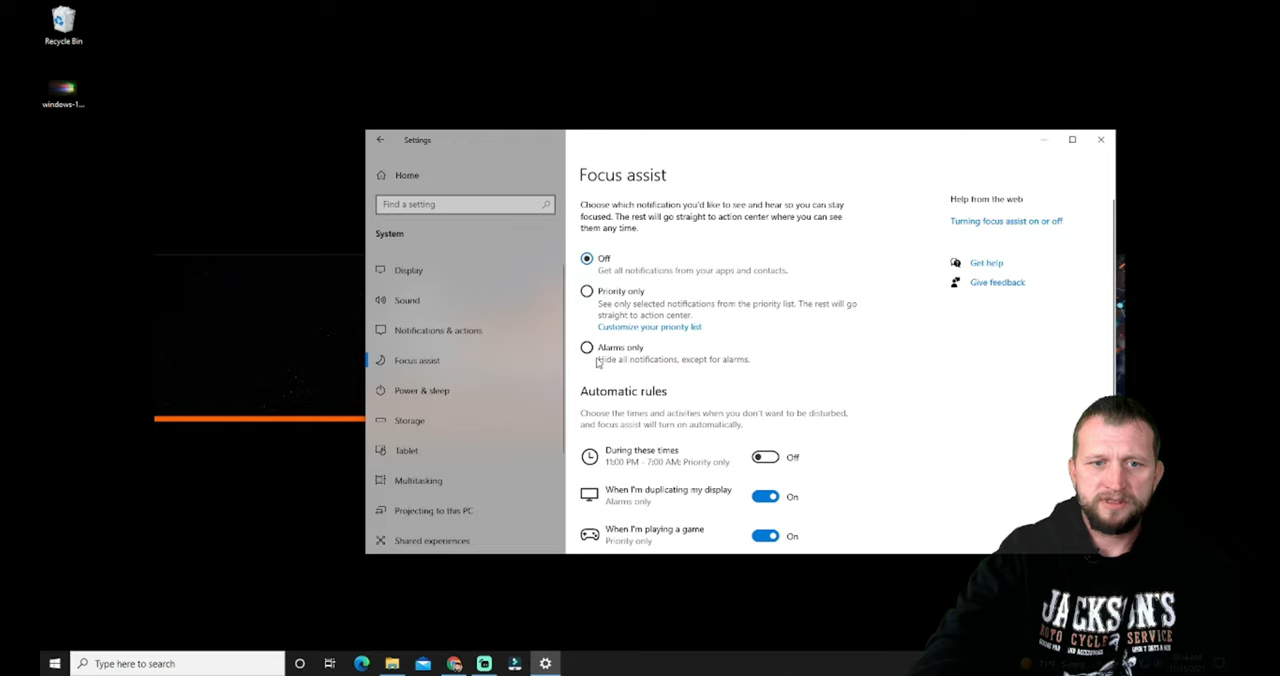 Recycle Bin
windows-1...
Settings
Home
Find a setting
System
Display
Sound
Notifications & actions
Focus assist
Power & sleep
Storage
Tablet
Multitasking
Projecting to this PC
Shared experiences
Focus assist
Choose which notification you'd like to see and hear so you can stay
focused. The rest will go straight to action center where you can see
them any time.
Off
Get all notifications from your apps and contacts.
Priority only
See only selected notifications from the priority list. The rest will go
straight to action center.
Customize your priority list
Alarms only
Hide all notifications, except for alarms.
Automatic rules
Choose the times and activities when you don't want to be disturbed,
and focus assist will turn on automatically.
During these times
11:00 PM - 7:00 AM; Priority only
Off
When I'm duplicating my display
Alarms only
On
When I'm playing a game
Priority only
On
Help from the web
Turning focus assist on or off
Get help
Give feedback
JACKSON'S
MOTO CYCLE SERVICE
Type here to search